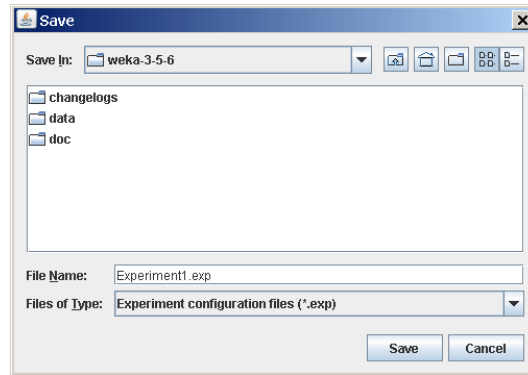 Save
Save In: weka-3-5-6
changelogs
data
doc
File Name: Experiment1.exp
Files of Type: Experiment configuration files (*.exp)
Save Cancel